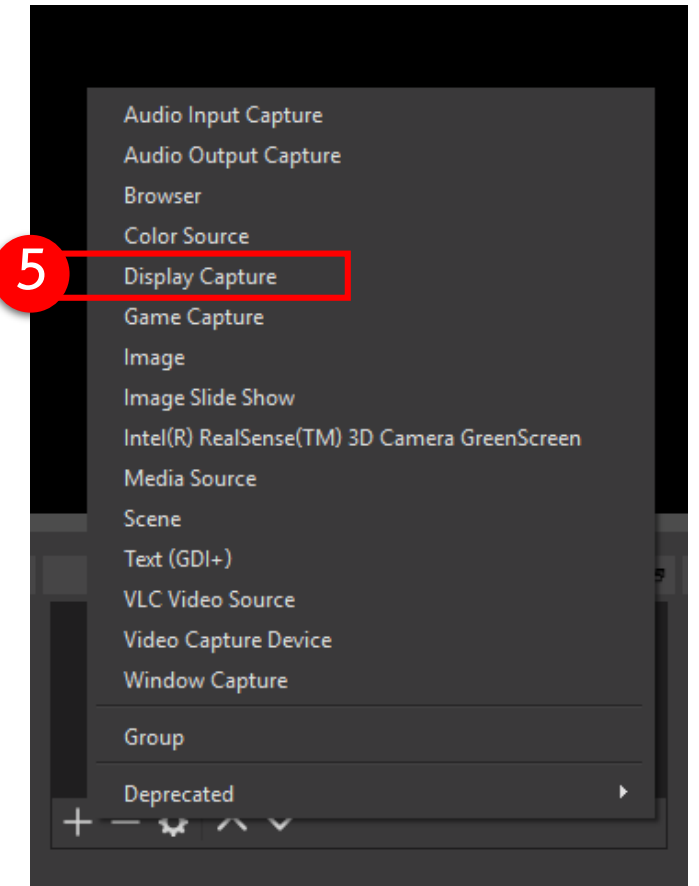 Audio Input Capture
Audio Output Capture
Browser
Color Source
5
Display Capture
Game Capture
Image
Image Slide Show
Intel(R) RealSense(TM) 3D Camera GreenScreen
Media Source
Scene
Text (GDI+)
VLC Video Source
Video Capture Device
Window Capture
Group
Deprecated